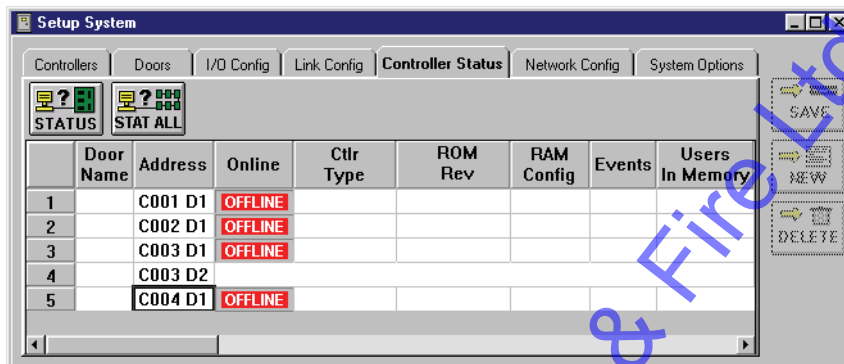 Setup System
Controllers Doors I/O Config Link Config Controller Status Network Config System Options
STATUS STAT ALL
SAVE
NEW
DELETE
Door Name Address Online Ctlr Type ROM Rev RAM Config Events Users In Memory
1 C001 D1 OFFLINE
2 C002 D1 OFFLINE
3 C003 D1 OFFLINE
4 C003 D2
5 C004 D1 OFFLINE
& Fire Ltd